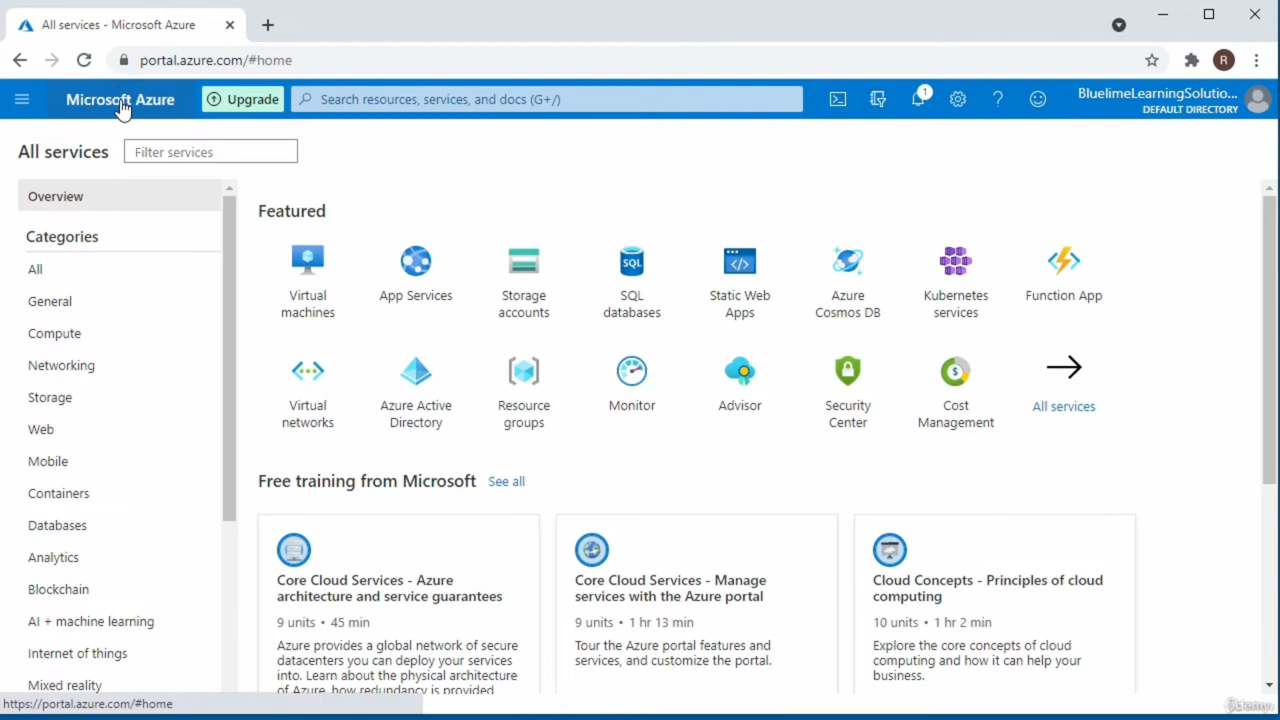 All services - Microsoft Azure
portal.azure.com/#home
R
Microsoft Azure
Upgrade
Search resources, services, and docs (G+/)
1
BluelimeLearningSolutio...
DEFAULT DIRECTORY
All services
Filter services
Overview
Categories
All
General
Compute
Networking
Storage
Web
Mobile
Containers
Databases
Analytics
Blockchain
AI + machine learning
Internet of things
Mixed reality
Featured
Virtual
machines
App Services
Storage
accounts
SQL
SQL
databases
Static Web
Apps
Azure
Cosmos DB
Kubernetes
services
Function App
Virtual
networks
Azure Active
Directory
Resource
groups
Monitor
Advisor
Security
Center
$
Cost
Management
All services
Free training from Microsoft
See all
Core Cloud Services - Azure
architecture and service guarantees
9 units • 45 min
Azure provides a global network of secure
datacenters you can deploy your services
into. Learn about the physical architecture
of Azure, how redundancy is provided
Core Cloud Services - Manage
services with the Azure portal
9 units • 1 hr 13 min
Tour the Azure portal features and
services, and customize the portal.
Cloud Concepts - Principles of cloud
computing
10 units • 1 hr 2 min
Explore the core concepts of cloud
computing and how it can help your
business.
https://portal.azure.com/#home
ûdemy